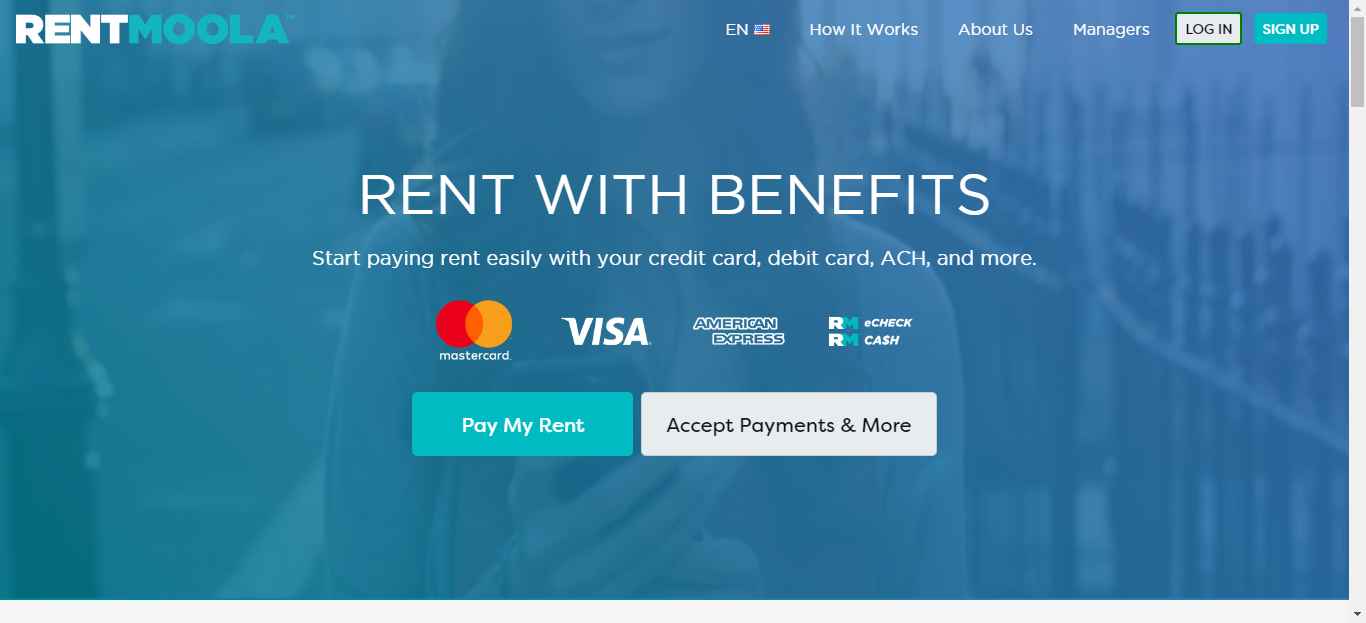 RENTMOOLA™
EN How It Works About Us Managers LOG IN SIGN UP
RENT WITH BENEFITS
Start paying rent easily with your credit card, debit card, ACH, and more.
mastercard.
VISA
AMERICAN
EXPRESS
RM eCHECK
RM CA$H
Pay My Rent Accept Payments & More